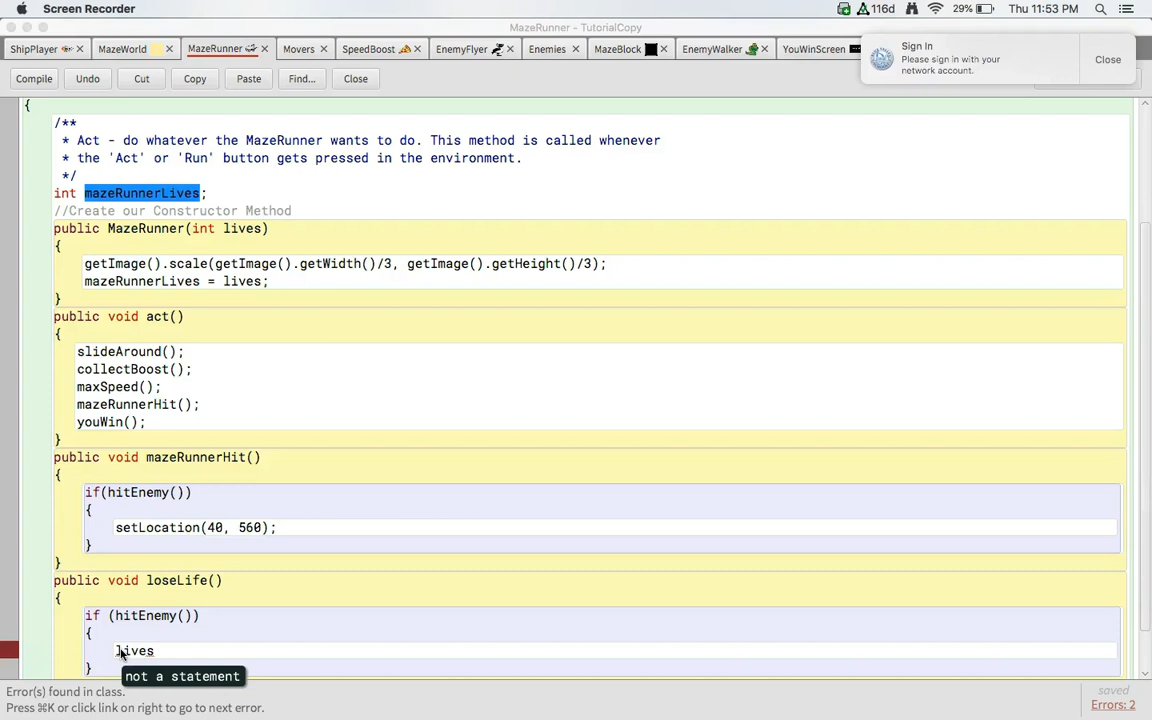 Screen Recorder
116d
29%
Thu 11:53 PM
MazeRunner - TutorialCopy
ShipPlayer
MazeWorld
MazeRunner
Movers
SpeedBoost
EnemyFlyer
Enemies
MazeBlock
EnemyWalker
YouWinScreen
Sign In
Please sign in with your
network account.
Close
Compile
Undo
Cut
Copy
Paste
Find...
Close
{
/**
* Act - do whatever the MazeRunner wants to do. This method is called whenever
* the 'Act' or 'Run' button gets pressed in the environment.
*/
int mazeRunnerLives;
//Create our Constructor Method
public MazeRunner(int lives)
{
getImage().scale(getImage().getWidth()/3, getImage().getHeight()/3);
mazeRunnerLives = lives;
}
public void act()
{
slideAround();
collectBoost();
maxSpeed();
mazeRunnerHit();
youWin();
}
public void mazeRunnerHit()
{
if(hitEnemy())
{
setLocation(40, 560);
}
}
public void loseLife()
{
if (hitEnemy())
{
lives
}
not a statement
Error(s) found in class.
Press ⌘K or click link on right to go to next error.
saved
Errors: 2